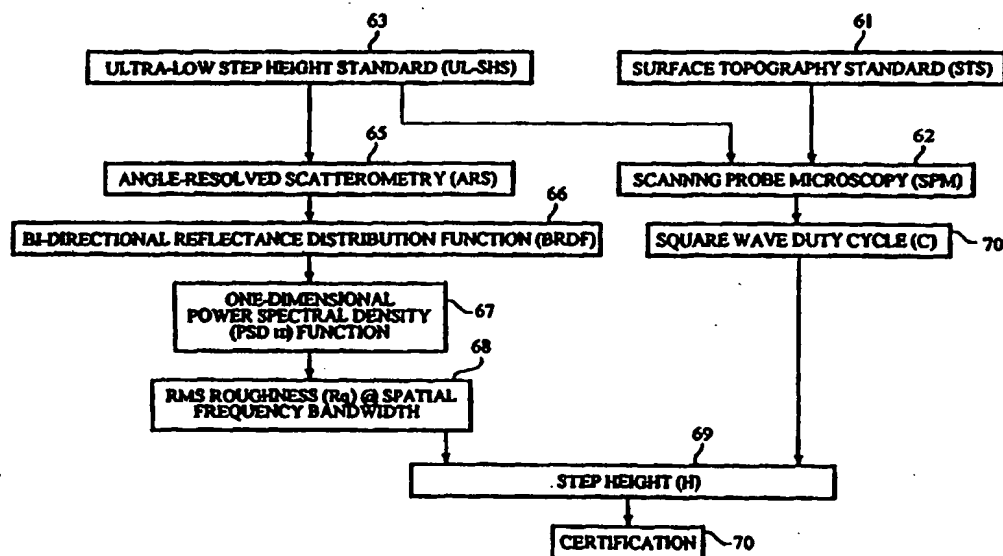 63
ULTRA-LOW STEP HEIGHT STANDARD (UL-SHS)
61
SURFACE TOPOGRAPHY STANDARD (STS)
65
ANGLE-RESOLVED SCATTEROMETRY (ARS)
62
SCANNNG PROBE MICROSCOPY (SPM)
66
BI-DIRECTIONAL REFLECTANCE DISTRIBUTION FUNCTION (BRDF)
SQUARE WAVE DUTY CYCLE (C)
70
ONE-DIMENSIONAL
POWER SPECTRAL DENSITY
(PSD 1D) FUNCTION
67
68
RMS ROUGHNESS (Rq) @ SPATIAL
FREQUENCY BANDWIDTH
69
STEP HEIGHT (H)
CERTIFICATION
70